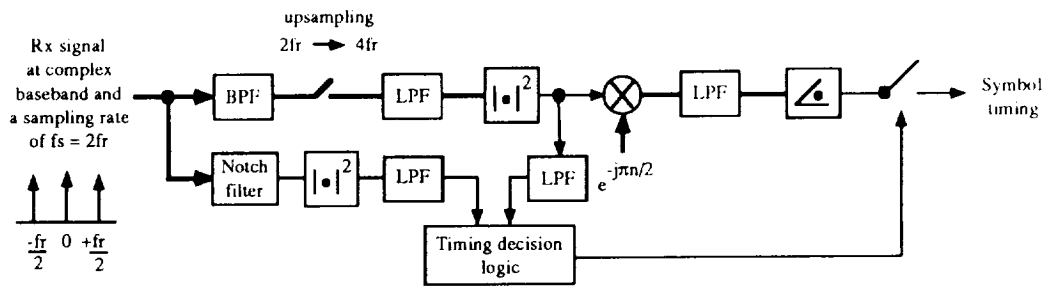 upsampling
2fr → 4fr
Rx signal
at complex
baseband and
a sampling rate
of fs = 2fr
BPF
LPF
|•|²
LPF
Symbol
timing
Notch
filter
|•|²
LPF
LPF
e^-jπn/2
Timing decision
logic
-fr/2 0 +fr/2